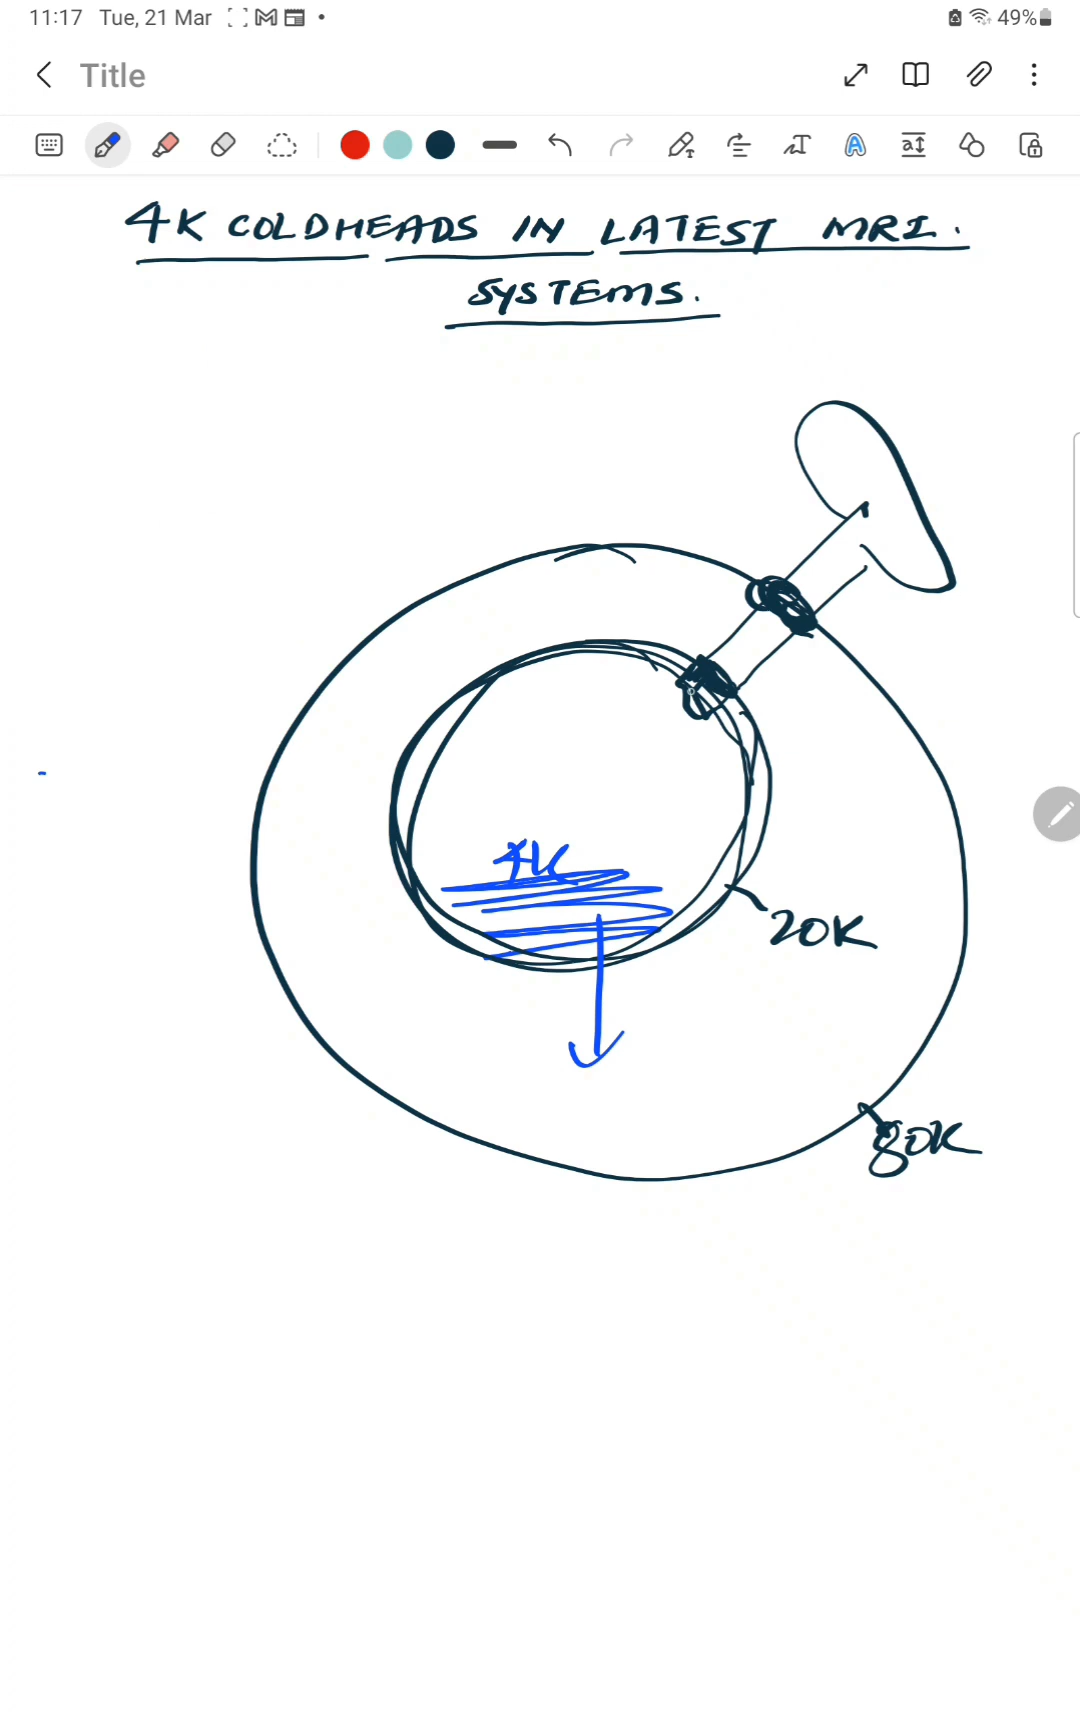 11:17 Tue, 21 Mar 49%
Title
4K COLDHEADS IN LATEST MRI.
SYSTEMS.
4K
20K
80K